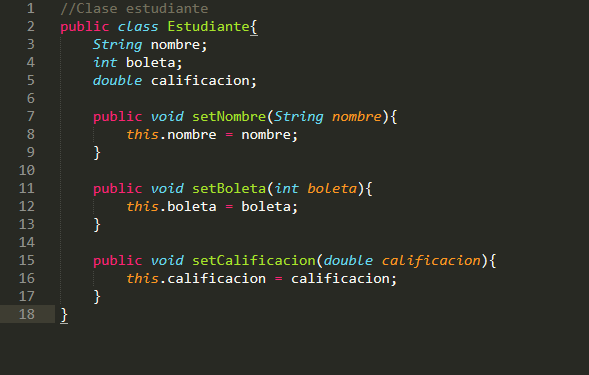 1 //Clase estudiante
2 public class Estudiante{
3     String nombre;
4     int boleta;
5     double calificacion;
6
7     public void setNombre(String nombre){
8         this.nombre = nombre;
9     }
10
11     public void setBoleta(int boleta){
12         this.boleta = boleta;
13     }
14
15     public void setCalificacion(double calificacion){
16         this.calificacion = calificacion;
17     }
18 }